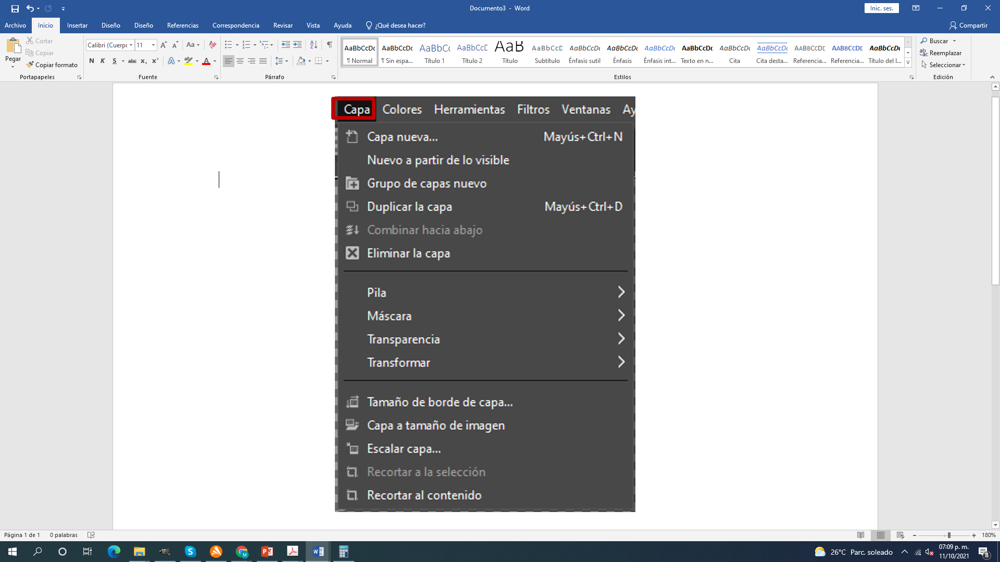 Documento3 - Word
Inic. ses.
Archivo Inicio Insertar Diseño Diseño Referencias Correspondencia Revisar Vista Ayuda ¿Qué desea hacer? Compartir
Pegar
Cortar
Copiar
Copiar formato
Portapapeles
Calibri (Cuerpo 11
Aa
N K S abc x₂ x²
Fuente
Párrafo
AaBbCcDc AaBbCcDc AaBbCc AaBbCcD AaB AaBbCcD AaBbCcDc AaBbCcDc AaBbCcDc AaBbCcDc AaBbCcDc AaBbCcDc AABBCCDE AABBCCDE AaBbCcDc
¶ Normal ¶ Sin espa... Título 1 Título 2 Título Subtítulo Énfasis sutil Énfasis Énfasis int... Texto en n... Cita Cita desta... Referencia... Referencia... Título del l...
Estilos
Buscar
Reemplazar
Seleccionar
Edición
Capa Colores Herramientas Filtros Ventanas Ay
Capa nueva... Mayús+Ctrl+N
Nuevo a partir de lo visible
Grupo de capas nuevo
Duplicar la capa Mayús+Ctrl+D
Combinar hacia abajo
Eliminar la capa
Pila
Máscara
Transparencia
Transformar
Tamaño de borde de capa...
Capa a tamaño de imagen
Escalar capa...
Recortar a la selección
Recortar al contenido
Página 1 de 1 0 palabras 180%
26°C Parc. soleado
07:09 p. m.
11/10/2021
8